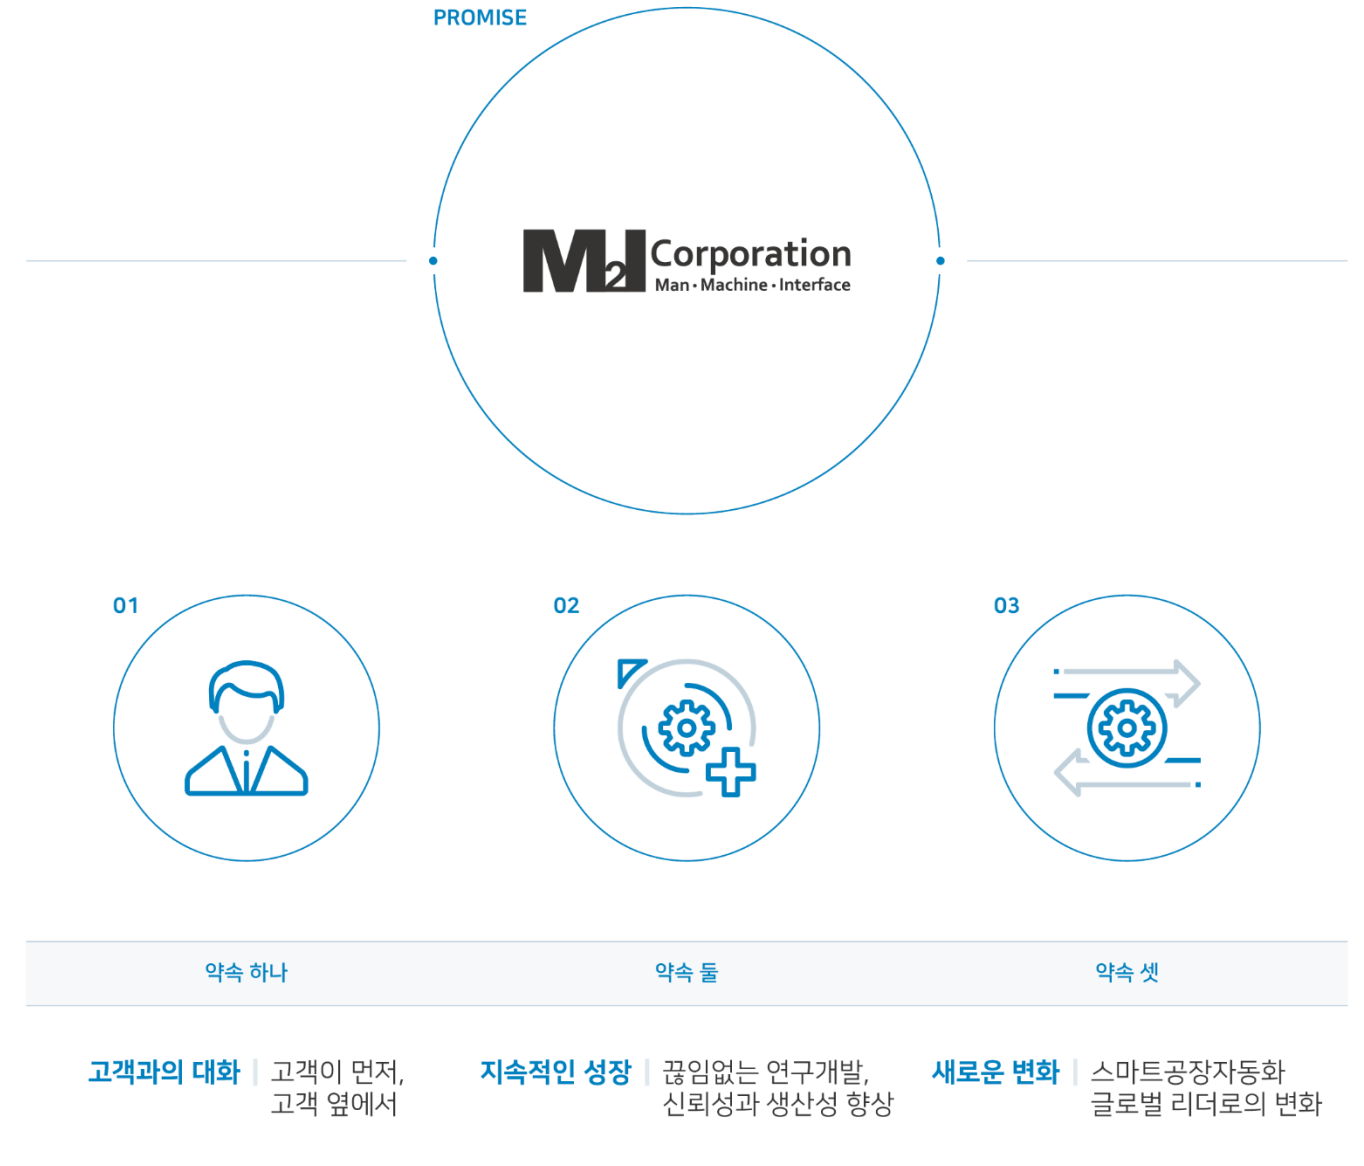 PROMISE
M2I Corporation
Man·Machine·Interface
01
02
03
약속 하나
약속 둘
약속 셋
고객과의 대화
고객이 먼저,
고객 옆에서
지속적인 성장
끊임없는 연구개발,
신뢰성과 생산성 향상
새로운 변화
스마트공장자동화
글로벌 리더로의 변화